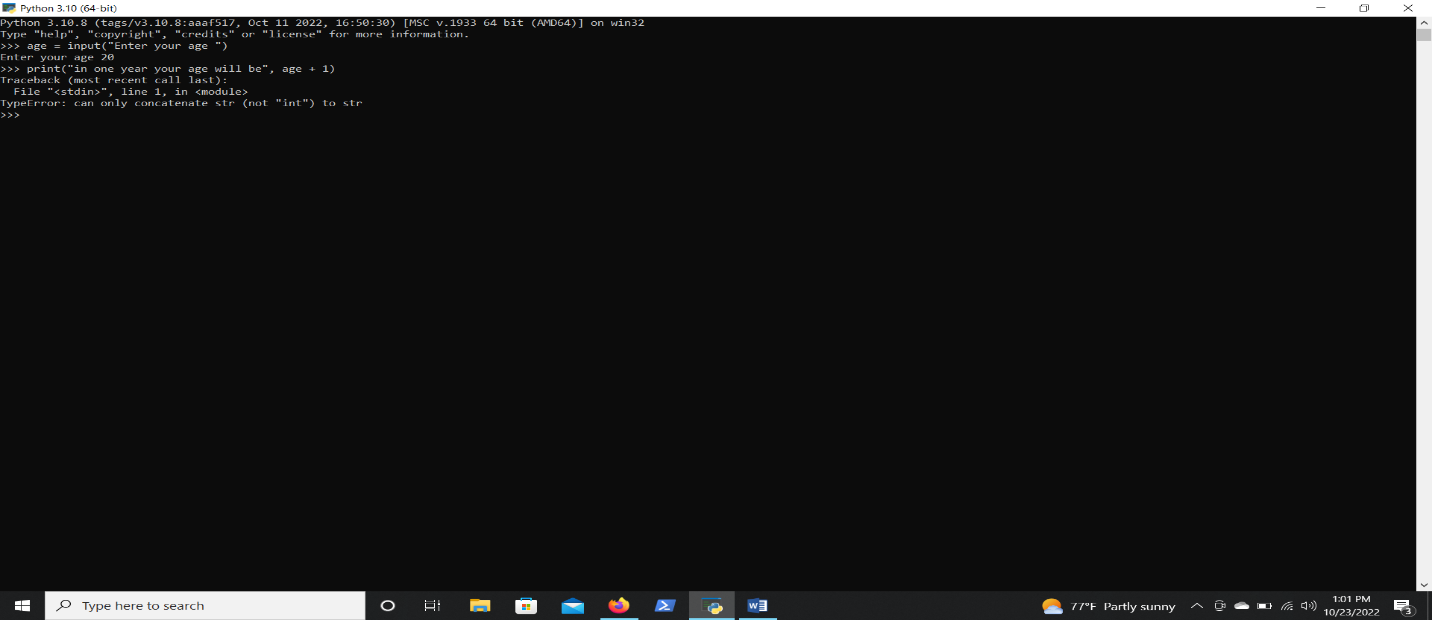 Python 3.10 (64-bit)
Python 3.10.8 (tags/v3.10.8:aaaf517, Oct 11 2022, 16:50:30) [MSC v.1933 64 bit (AMD64)] on win32
Type "help", "copyright", "credits" or "license" for more information.
>>> age = input("Enter your age ")
Enter your age 20
>>> print("in one year your age will be", age + 1)
Traceback (most recent call last):
  File "<stdin>", line 1, in <module>
TypeError: can only concatenate str (not "int") to str
>>>
Type here to search
77°F Partly sunny
1:01 PM
10/23/2022
3